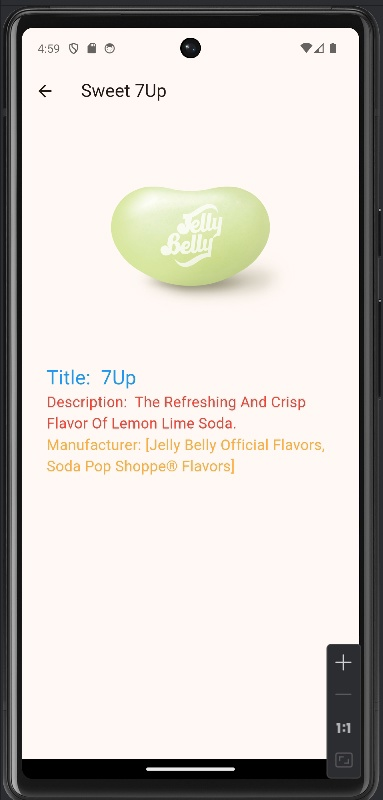 4:59
Sweet 7Up
Jelly
Belly
Title:  7Up
Description:  The Refreshing And Crisp
Flavor Of Lemon Lime Soda.
Manufacturer: [Jelly Belly Official Flavors,
Soda Pop Shoppe® Flavors]
1:1